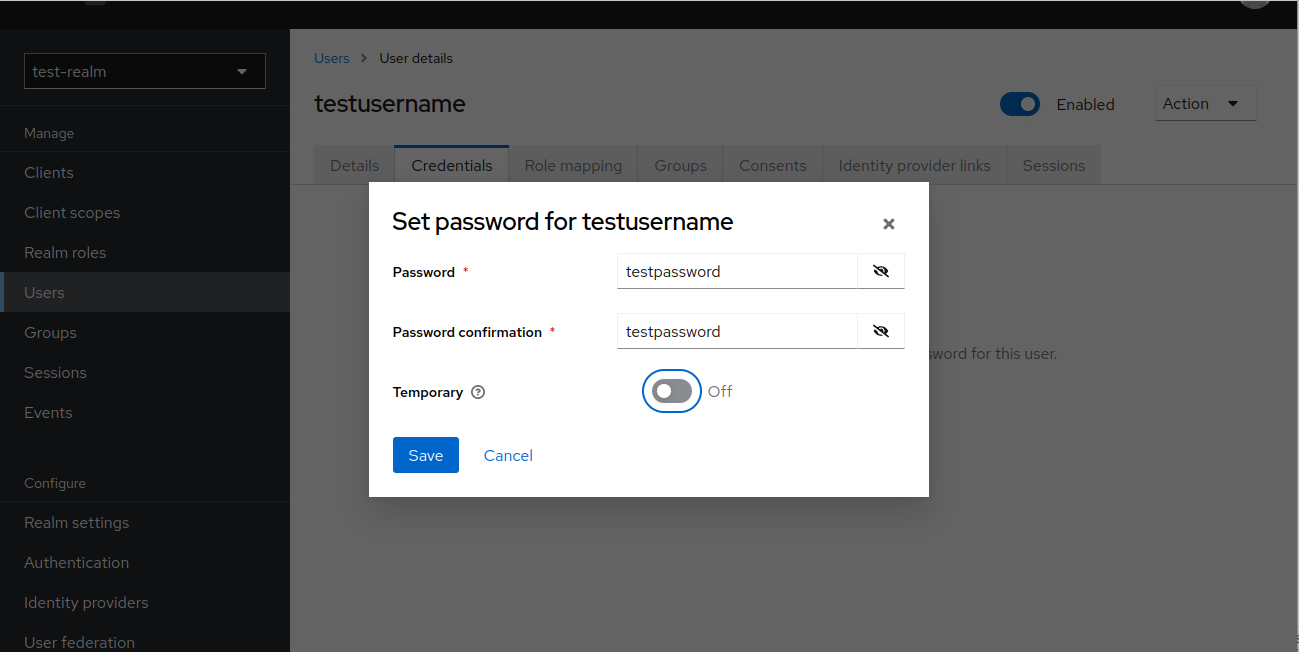 test-realm
Manage
Clients
Client scopes
Realm roles
Users
Groups
Sessions
Events
Configure
Realm settings
Authentication
Identity providers
User federation
Users > User details
testusername
Enabled
Action
Details Credentials Role mapping Groups Consents Identity provider links Sessions
Set password for testusername
Password * testpassword
Password confirmation * testpassword
for this user.
Temporary Off
Save Cancel